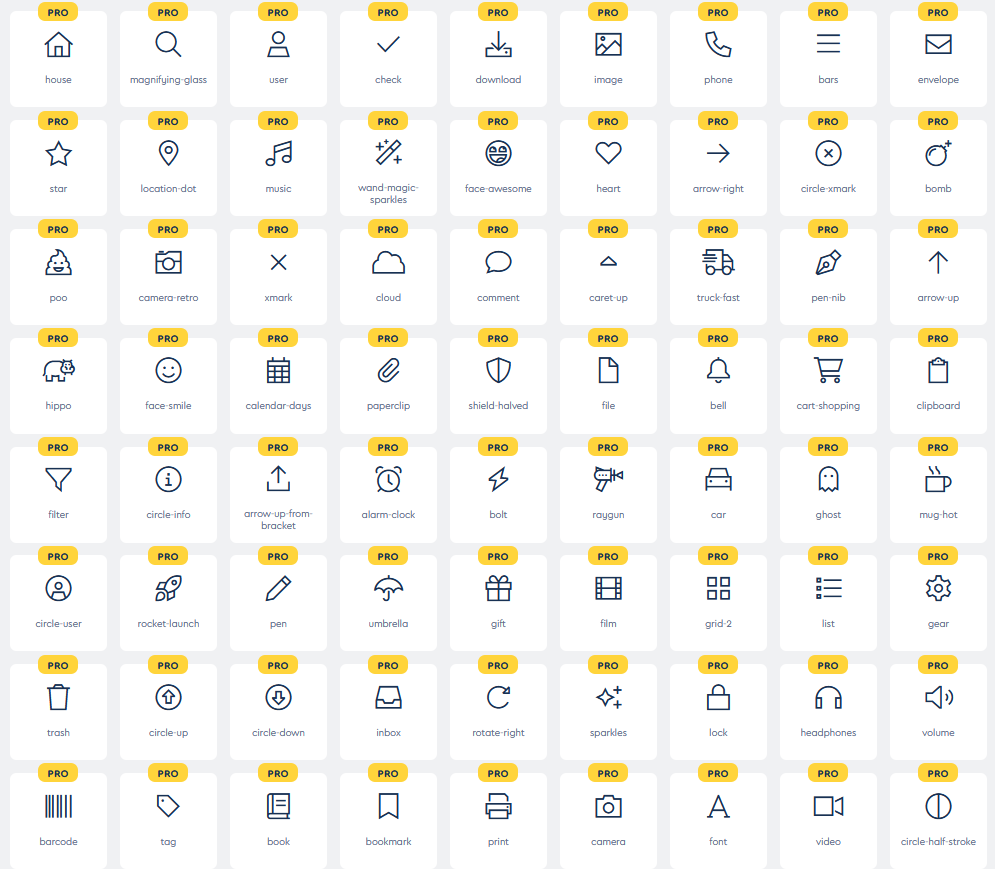 PRO PRO PRO PRO PRO PRO PRO PRO PRO
house magnifying-glass user check download image phone bars envelope
PRO PRO PRO PRO PRO PRO PRO PRO PRO
star location-dot music wand-magic-sparkles face-awesome heart arrow-right circle-xmark bomb
PRO PRO PRO PRO PRO PRO PRO PRO PRO
poo camera-retro xmark cloud comment caret-up truck-fast pen-nib arrow-up
PRO PRO PRO PRO PRO PRO PRO PRO PRO
hippo face-smile calendar-days paperclip shield-halved file bell cart-shopping clipboard
PRO PRO PRO PRO PRO PRO PRO PRO PRO
filter circle-info arrow-up-from-bracket alarm-clock bolt raygun car ghost mug-hot
PRO PRO PRO PRO PRO PRO PRO PRO PRO
circle-user rocket-launch pen umbrella gift film grid-2 list gear
PRO PRO PRO PRO PRO PRO PRO PRO PRO
trash circle-up circle-down inbox rotate-right sparkles lock headphones volume
PRO PRO PRO PRO PRO PRO PRO PRO PRO
barcode tag book bookmark print camera font video circle-half-stroke